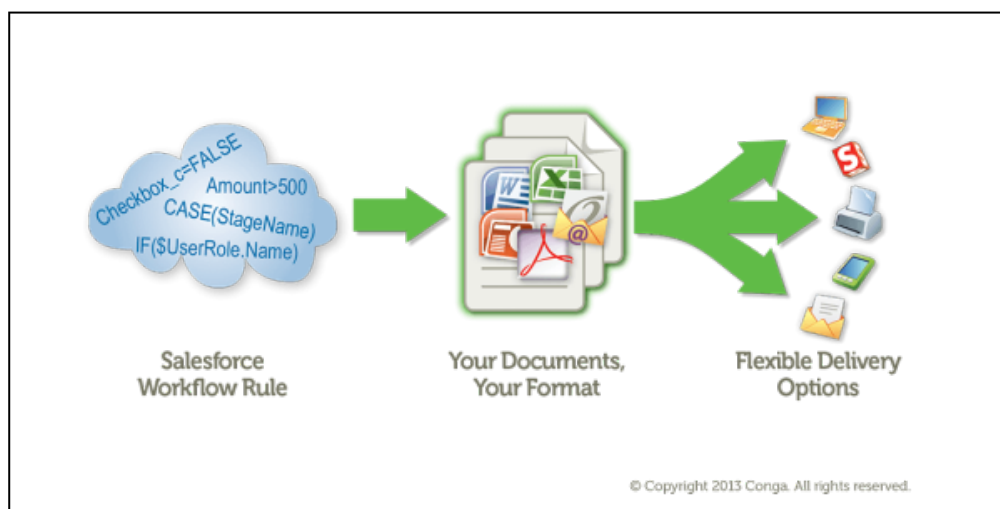 Checkbox_c=FALSE
Amount>500
CASE(StageName)
IF($UserRole.Name)
W
X
@
S
Salesforce
Workflow Rule
Your Documents,
Your Format
Flexible Delivery
Options
© Copyright 2013 Conga. All rights reserved.